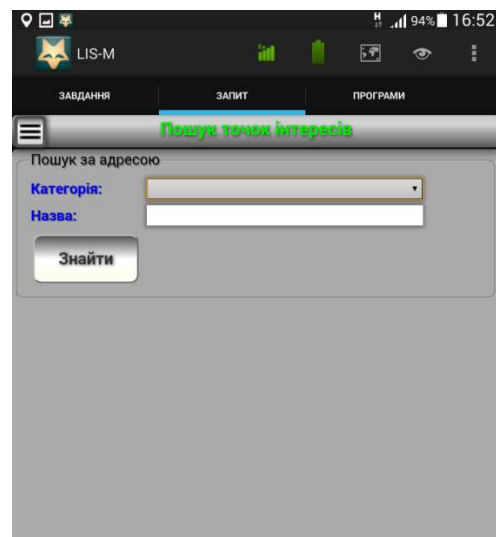 H 94% 16:52
LIS-M
ЗАВДАННЯ ЗАПИТ ПРОГРАМИ
Пошук точок інтересів
Пошук за адресою
Категорія:
Назва:
Знайти